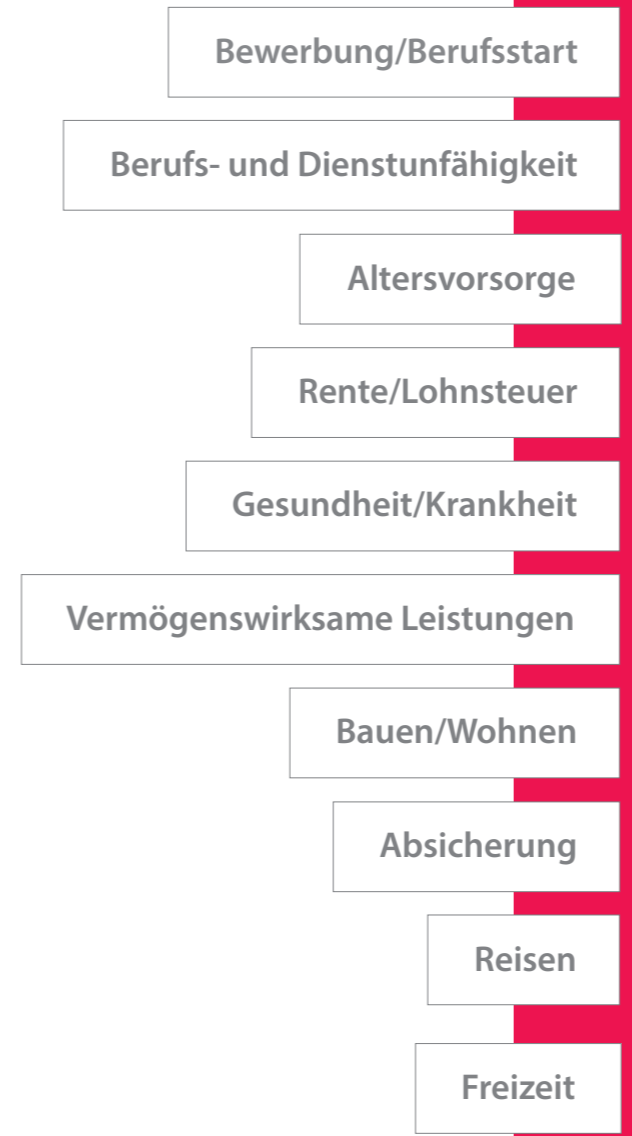 Bewerbung/Berufsstart
Berufs- und Dienstunfähigkeit
Altersvorsorge
Rente/Lohnsteuer
Gesundheit/Krankheit
Vermögenswirksame Leistungen
Bauen/Wohnen
Absicherung
Reisen
Freizeit